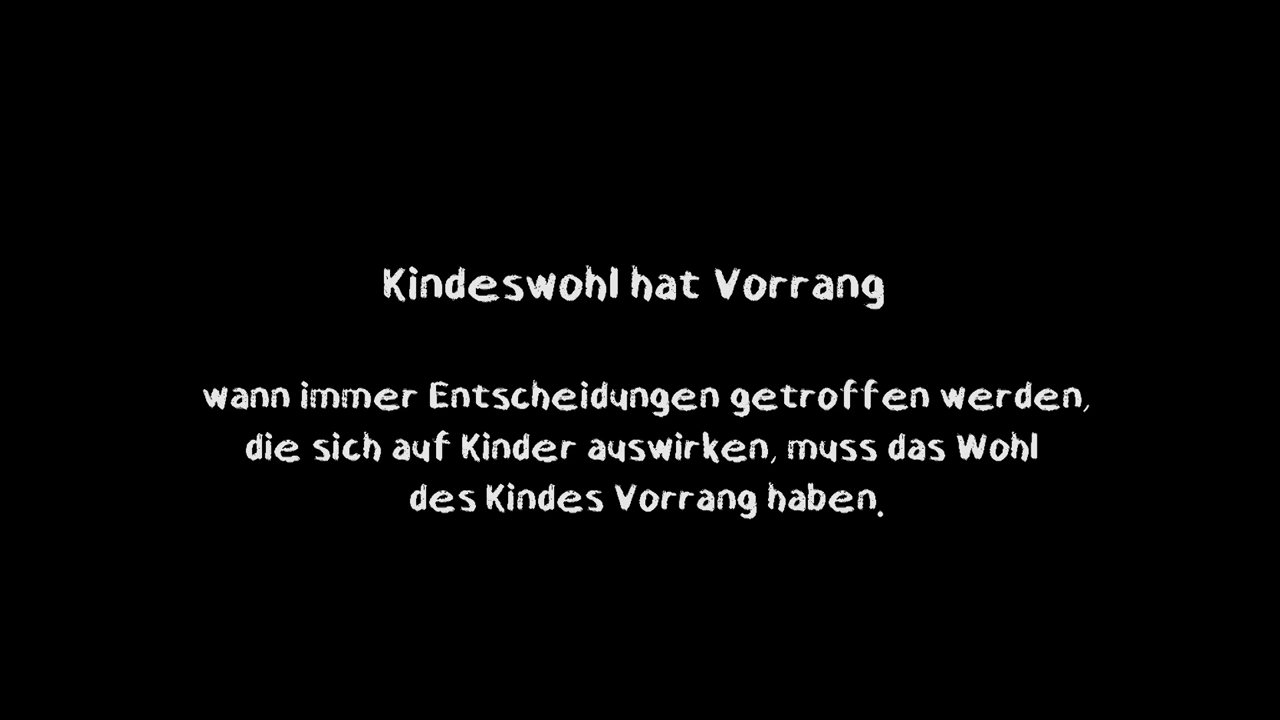 Kindeswohl hat Vorrang
wann immer Entscheidungen getroffen werden,
die sich auf Kinder auswirken, muss das Wohl
des Kindes Vorrang haben.